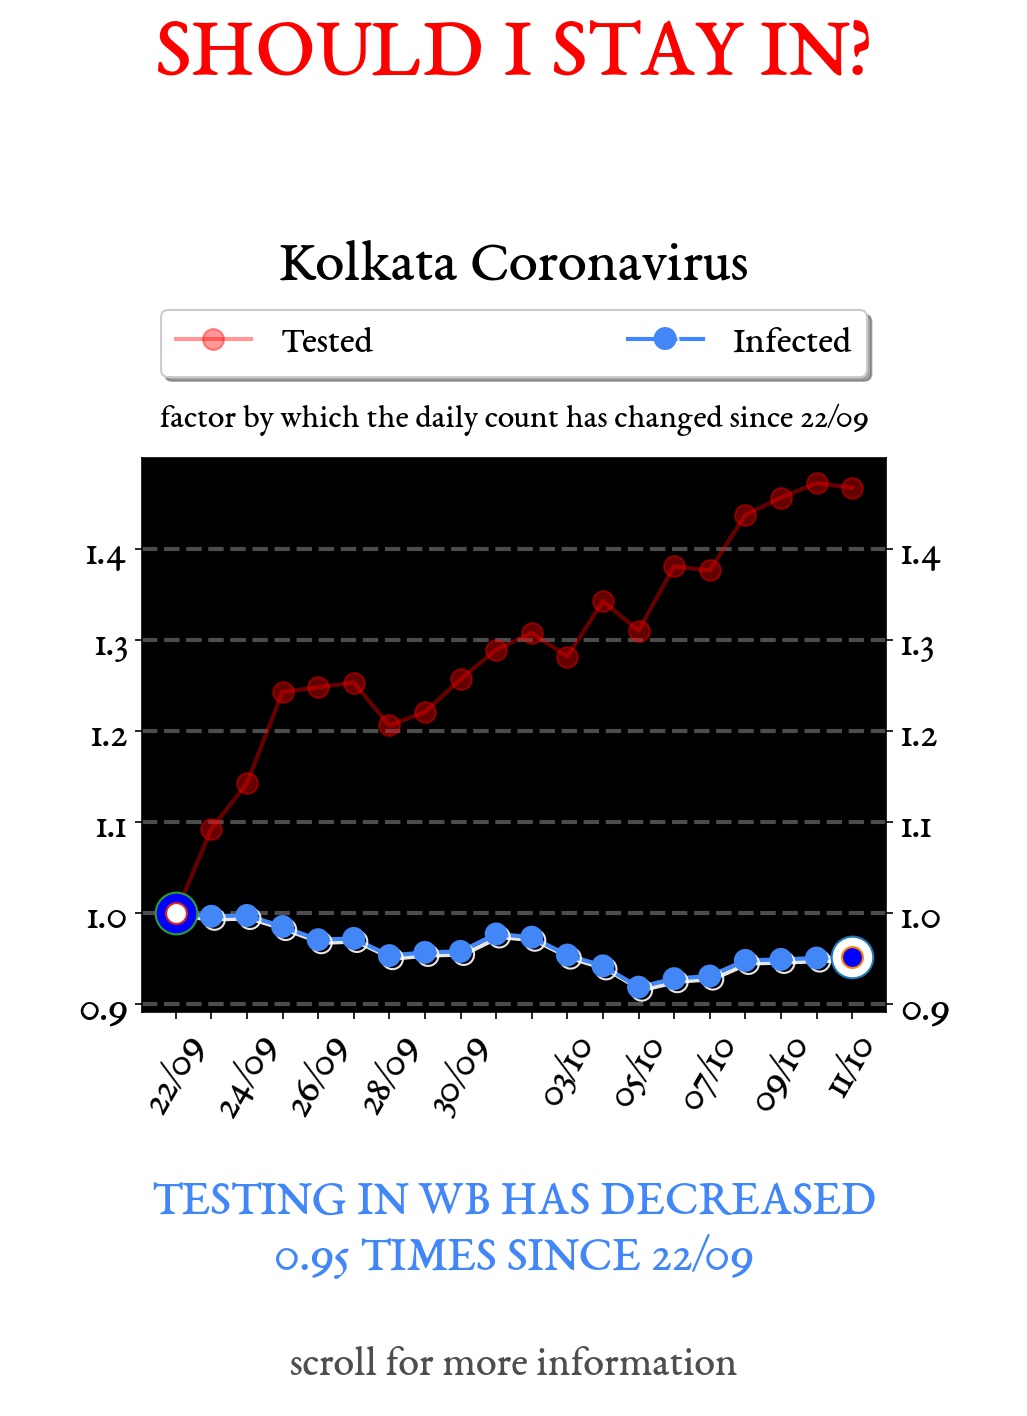 SHOULD I STAY IN?
Kolkata Coronavirus
Tested Infected
factor by which the daily count has changed since 22/09
1.4 1.4
1.3 1.3
1.2 1.2
1.1 1.1
1.0 1.0
0.9 0.9
22/09 24/09 26/09 28/09 30/09 03/10 05/10 07/10 09/10 11/10
TESTING IN WB HAS DECREASED
0.95 TIMES SINCE 22/09
scroll for more information